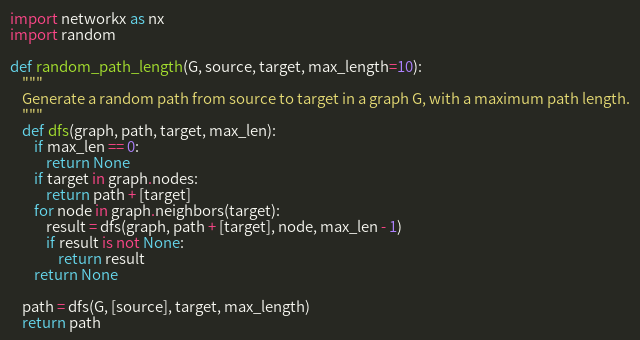 import networkx as nx
import random

def random_path_length(G, source, target, max_length=10):
    """
    Generate a random path from source to target in a graph G, with a maximum path length.
    """
    def dfs(graph, path, target, max_len):
        if max_len == 0:
            return None
        if target in graph.nodes:
            return path + [target]
        for node in graph.neighbors(target):
            result = dfs(graph, path + [target], node, max_len - 1)
            if result is not None:
                return result
        return None

    path = dfs(G, [source], target, max_length)
    return path